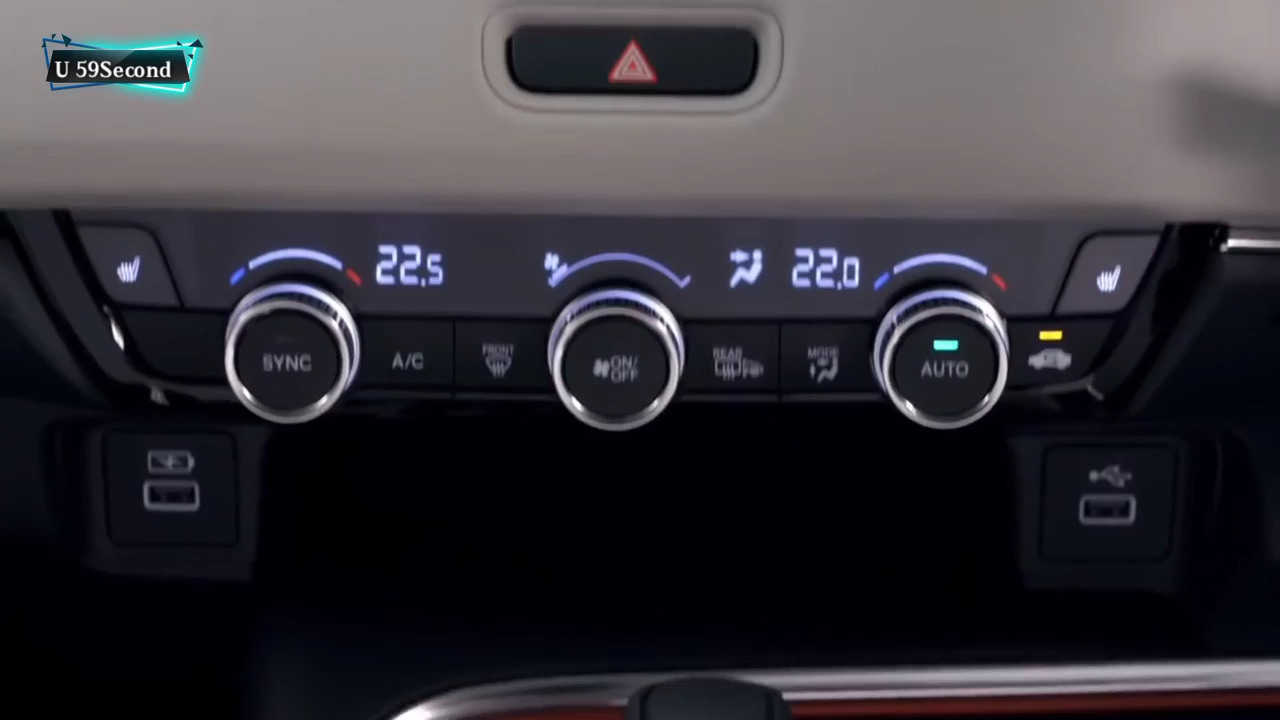 U 59Second
22.5
22.0
SYNC
A/C
FRONT
ON/
OFF
REAR
MODE
AUTO